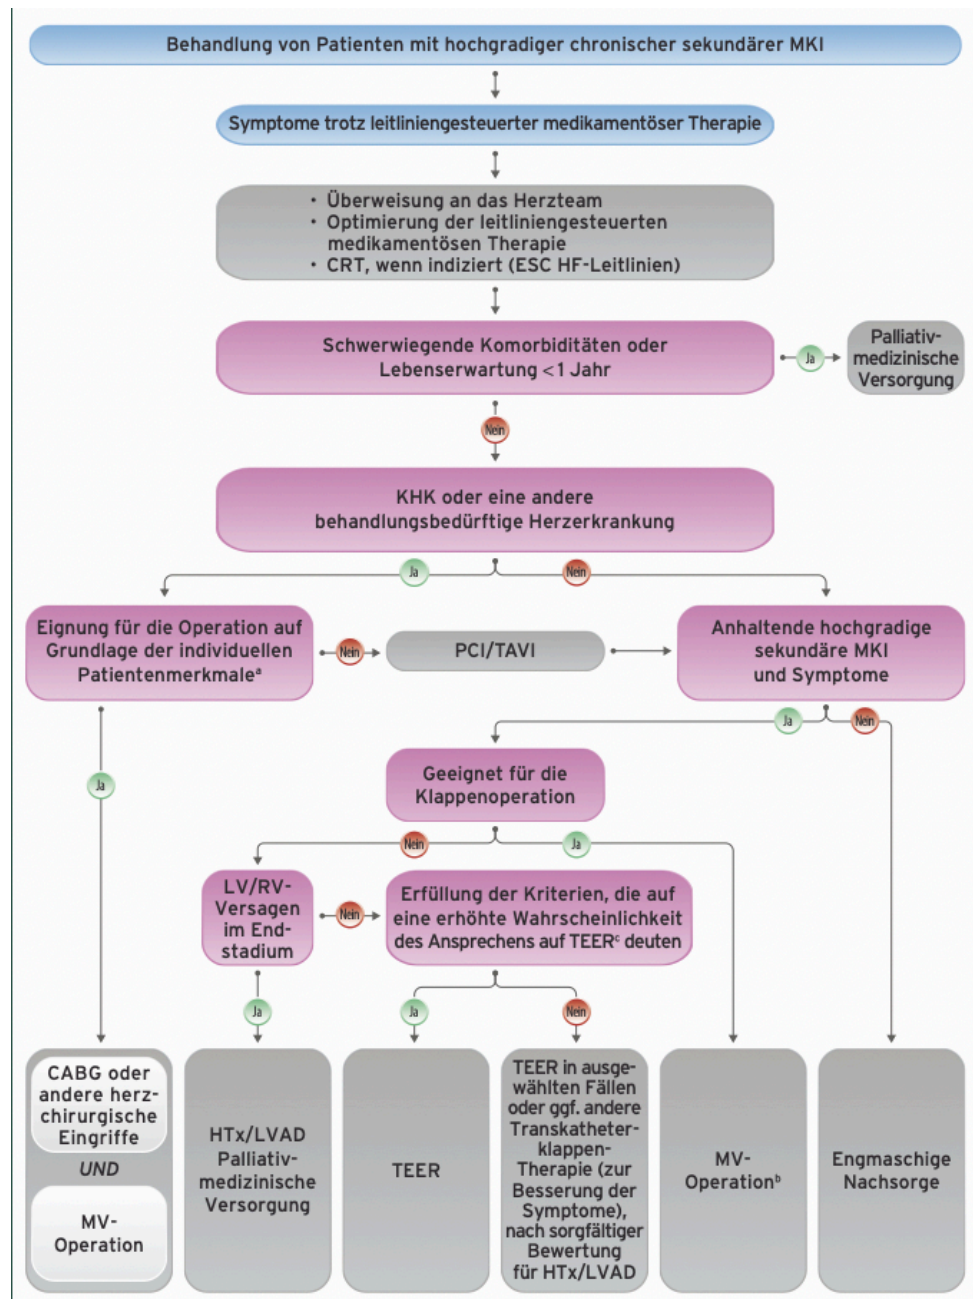 Behandlung von Patienten mit hochgradiger chronischer sekundärer MKI
Symptome trotz leitliniengesteuerter medikamentöser Therapie
• Überweisung an das Herzteam
• Optimierung der leitliniengesteuerten
medikamentösen Therapie
• CRT, wenn indiziert (ESC HF-Leitlinien)
Schwerwiegende Komorbiditäten oder
Lebenserwartung <1 Jahr
Ja
Palliativ-
medizinische
Versorgung
Nein
KHK oder eine andere
behandlungsbedürftige Herzerkrankung
Ja
Nein
Eignung für die Operation auf
Grundlage der individuellen
Patientenmerkmaleᵃ
Nein
PCI/TAVI
Anhaltende hochgradige
sekundäre MKI
und Symptome
Ja
Nein
Ja
Geeignet für die
Klappenoperation
Nein
Ja
LV/RV-
Versagen
im End-
stadium
Nein
Erfüllung der Kriterien, die auf
eine erhöhte Wahrscheinlichkeit
des Ansprechens auf TEERᶜ deuten
Ja
Ja
Nein
CABG oder
andere herz-
chirurgische
Eingriffe
UND
MV-
Operation
HTx/LVAD
Palliativ-
medizinische
Versorgung
TEER
TEER in ausge-
wählten Fällen
oder ggf. andere
Transkatheter-
klappen-
Therapie (zur
Besserung der
Symptome),
nach sorgfältiger
Bewertung
für HTx/LVAD
MV-
Operationᵇ
Engmaschige
Nachsorge